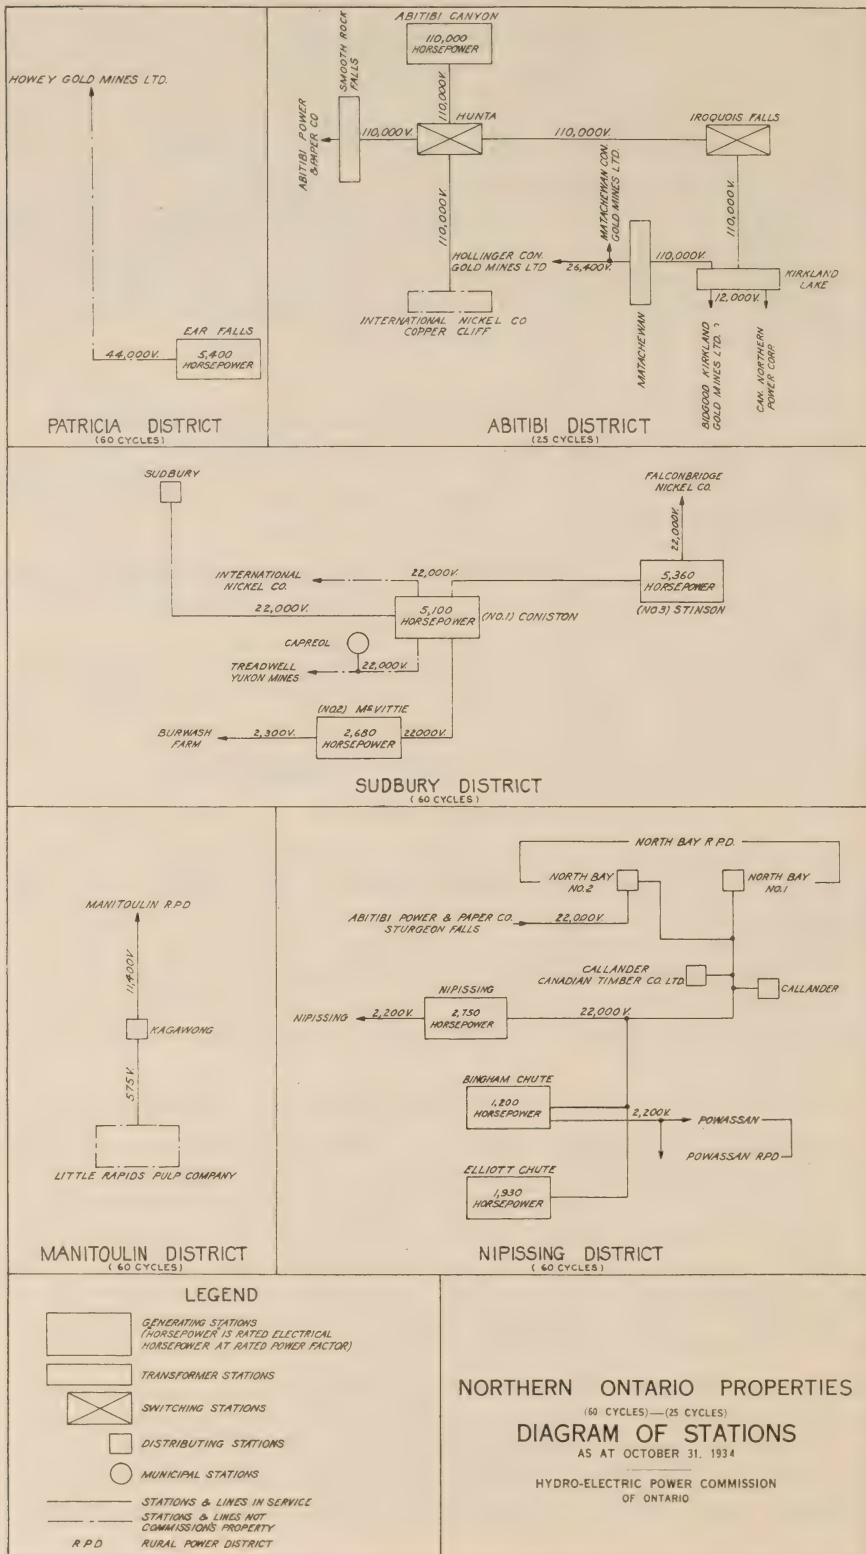 HOWEY GOLD MINES LTD.
44,000V.
EAR FALLS
5,400
HORSEPOWER
PATRICIA DISTRICT
(60 CYCLES)
ABITIBI CANYON
110,000
HORSEPOWER
110,000V.
SMOOTH ROCK
FALLS
ABITIBI POWER
& PAPER CO
110,000V.
HUNTA
110,000V.
IROQUOIS FALLS
110,000V.
110,000V.
MATACHEWAN CON.
GOLD MINES LTD.
HOLLINGER CON.
GOLD MINES LTD
26,400V.
110,000V.
KIRKLAND
LAKE
12,000V.
INTERNATIONAL NICKEL CO
COPPER CLIFF
MATACHEWAN
BIDGOOD KIRKLAND
GOLD MINES LTD.
CAN. NORTHERN
POWER CORP.
ABITIBI DISTRICT
(25 CYCLES)
SUDBURY
FALCONBRIDGE
NICKEL CO.
22,000V.
INTERNATIONAL
NICKEL CO.
22,000V.
5,360
HORSEPOWER
(NO3) STINSON
22,000V.
5,100
HORSEPOWER
(NO.1) CONISTON
CAPREOL
TREADWELL
YUKON MINES
22,000V.
(NO2) McVITTIE
BURWASH
FARM
2,300V.
2,680
HORSEPOWER
22000V.
SUDBURY DISTRICT
(60 CYCLES)
MANITOULIN R.P.D
11,400V
KAGAWONG
575V.
LITTLE RAPIDS PULP COMPANY
MANITOULIN DISTRICT
(60 CYCLES)
NORTH BAY R.P.D.
NORTH BAY
NO.2
NORTH BAY
NO.1
ABITIBI POWER & PAPER CO.
STURGEON FALLS
22,000V.
CALLANDER
CANADIAN TIMBER CO. LTD.
CALLANDER
NIPISSING
NIPISSING
2,200V.
2,750
HORSEPOWER
22,000V.
BINGHAM CHUTE
1,200
HORSEPOWER
2,200V.
POWASSAN
POWASSAN RPD
ELLIOTT CHUTE
1,930
HORSEPOWER
NIPISSING DISTRICT
(60 CYCLES)
LEGEND
GENERATING STATIONS
(HORSEPOWER IS RATED ELECTRICAL
HORSEPOWER AT RATED POWER FACTOR)
TRANSFORMER STATIONS
SWITCHING STATIONS
DISTRIBUTING STATIONS
MUNICIPAL STATIONS
STATIONS & LINES IN SERVICE
STATIONS & LINES NOT
COMMISSION'S PROPERTY
R.P.D RURAL POWER DISTRICT
NORTHERN ONTARIO PROPERTIES
(60 CYCLES)—(25 CYCLES)
DIAGRAM OF STATIONS
AS AT OCTOBER 31, 1934
HYDRO-ELECTRIC POWER COMMISSION
OF ONTARIO